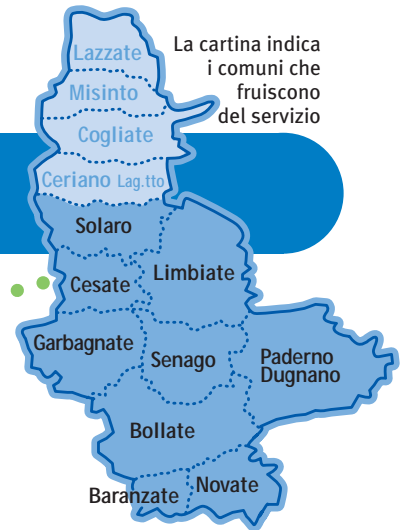 La cartina indica
i comuni che
fruiscono
del servizio
Lazzate
Misinto
Cogliate
Ceriano Lag.tto
Solaro
Limbiate
Cesate
Garbagnate
Senago
Paderno
Dugnano
Bollate
Baranzate
Novate